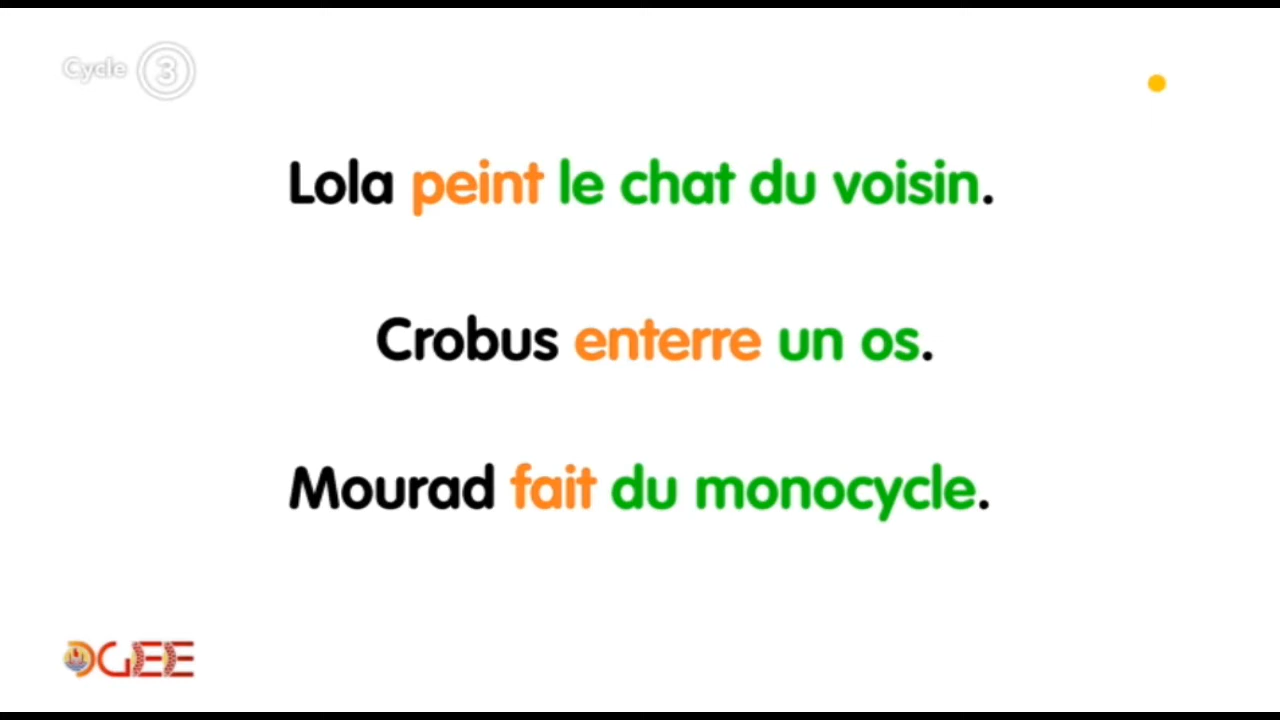 Cycle 3
Lola peint le chat du voisin.
Crobus enterre un os.
Mourad fait du monocycle.
DGEE